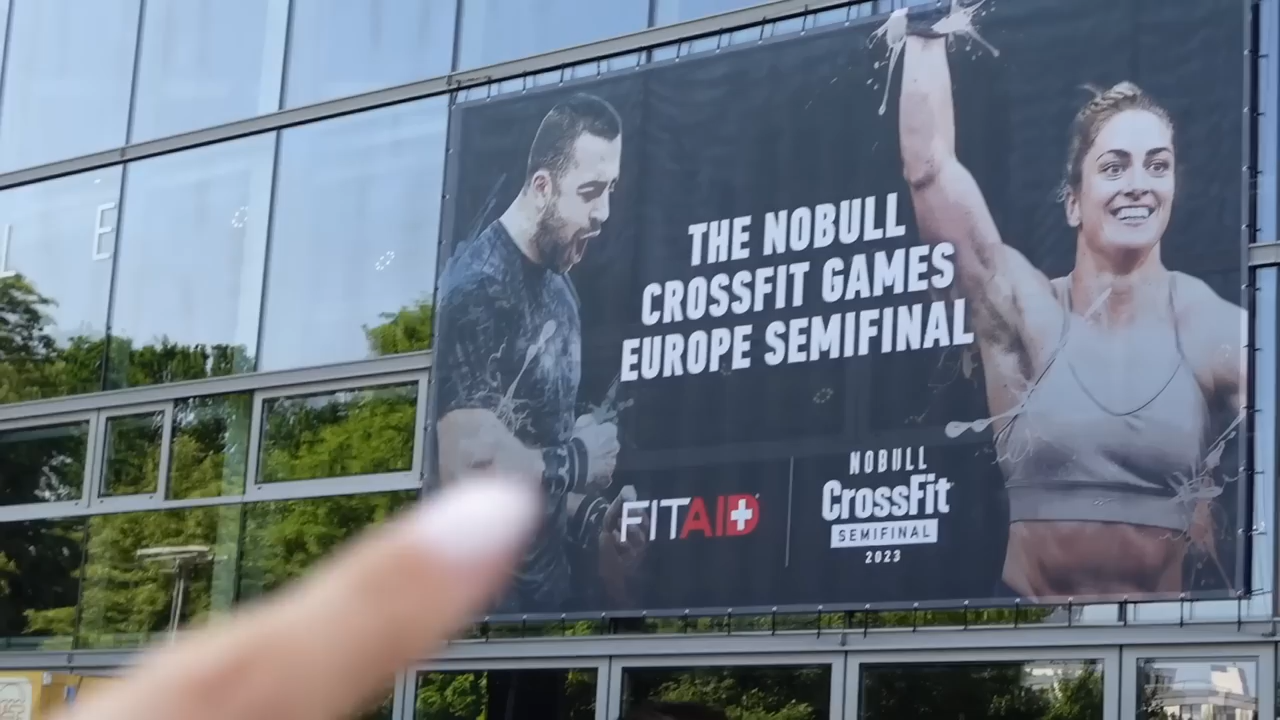 L E
THE NOBULL
CROSSFIT GAMES
EUROPE SEMIFINAL
NOBULL
CrossFit
SEMIFINAL
2023
FITAID